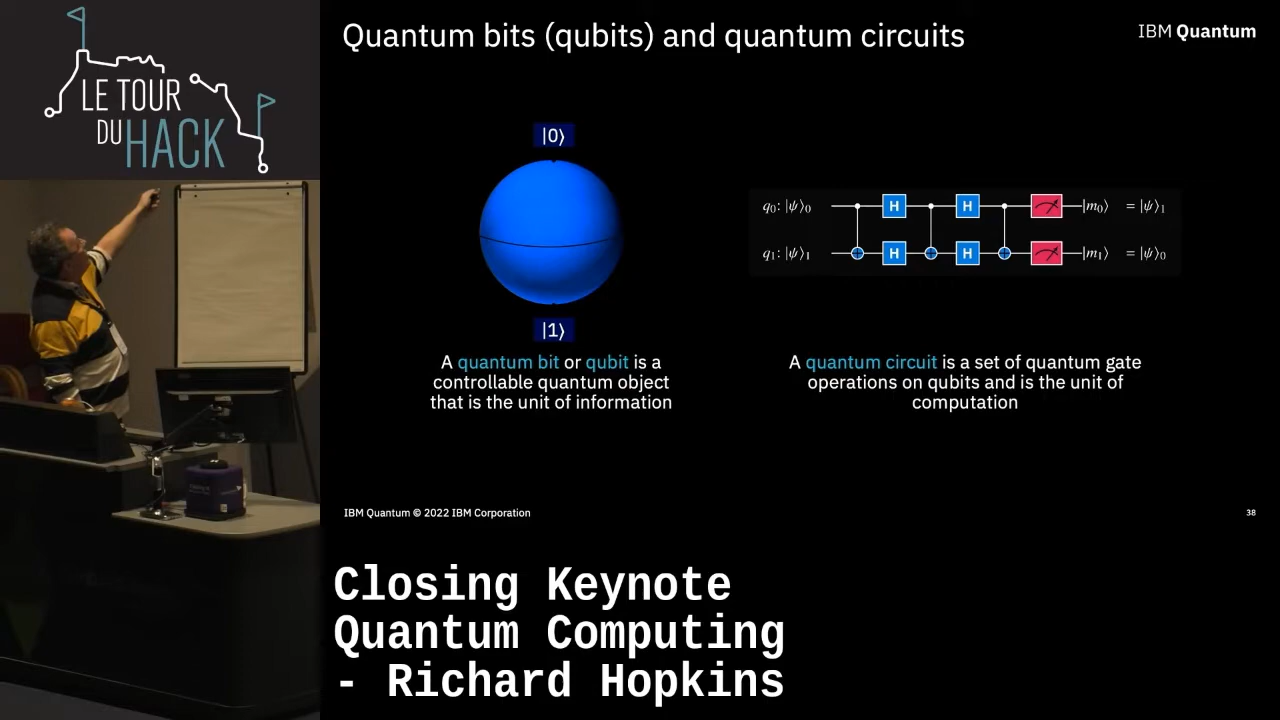 LE TOUR
DU HACK
Quantum bits (qubits) and quantum circuits
IBM Quantum
|0⟩
|1⟩
A quantum bit or qubit is a
controllable quantum object
that is the unit of information
q₀: |ψ⟩₀ H H |m₀⟩ = |ψ⟩₁
q₁: |ψ⟩₁ H H |m₁⟩ = |ψ⟩₀
A quantum circuit is a set of quantum gate
operations on qubits and is the unit of
computation
IBM Quantum © 2022 IBM Corporation
38
Closing Keynote
Quantum Computing
- Richard Hopkins